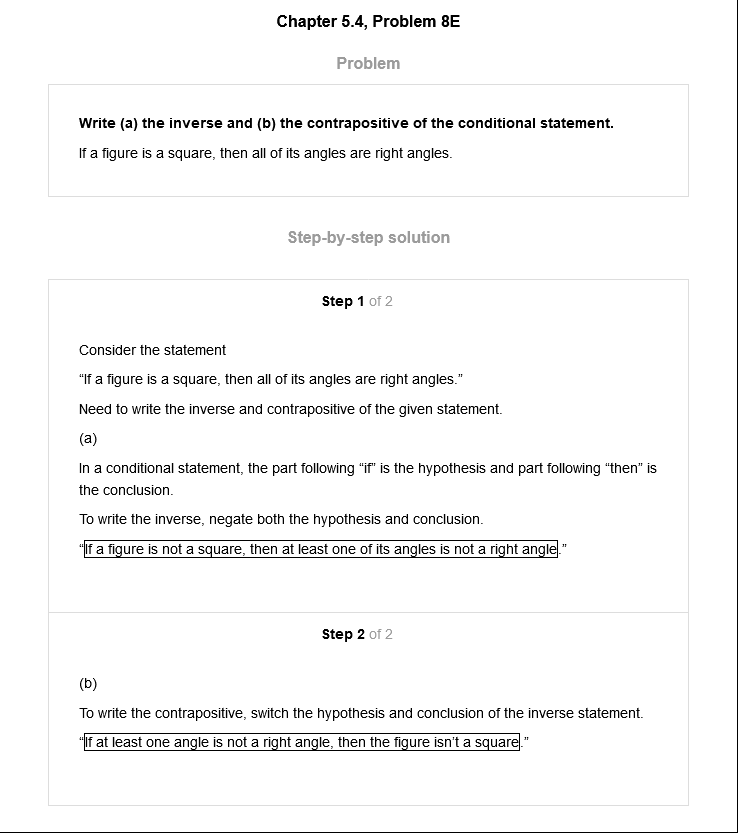 Chapter 5.4, Problem 8E
Problem
Write (a) the inverse and (b) the contrapositive of the conditional statement.
If a figure is a square, then all of its angles are right angles.
Step-by-step solution
Step 1 of 2
Consider the statement
“If a figure is a square, then all of its angles are right angles.”
Need to write the inverse and contrapositive of the given statement.
(a)
In a conditional statement, the part following “if” is the hypothesis and part following “then” is
the conclusion.
To write the inverse, negate both the hypothesis and conclusion.
“If a figure is not a square, then at least one of its angles is not a right angle.”
Step 2 of 2
(b)
To write the contrapositive, switch the hypothesis and conclusion of the inverse statement.
“If at least one angle is not a right angle, then the figure isn’t a square.”